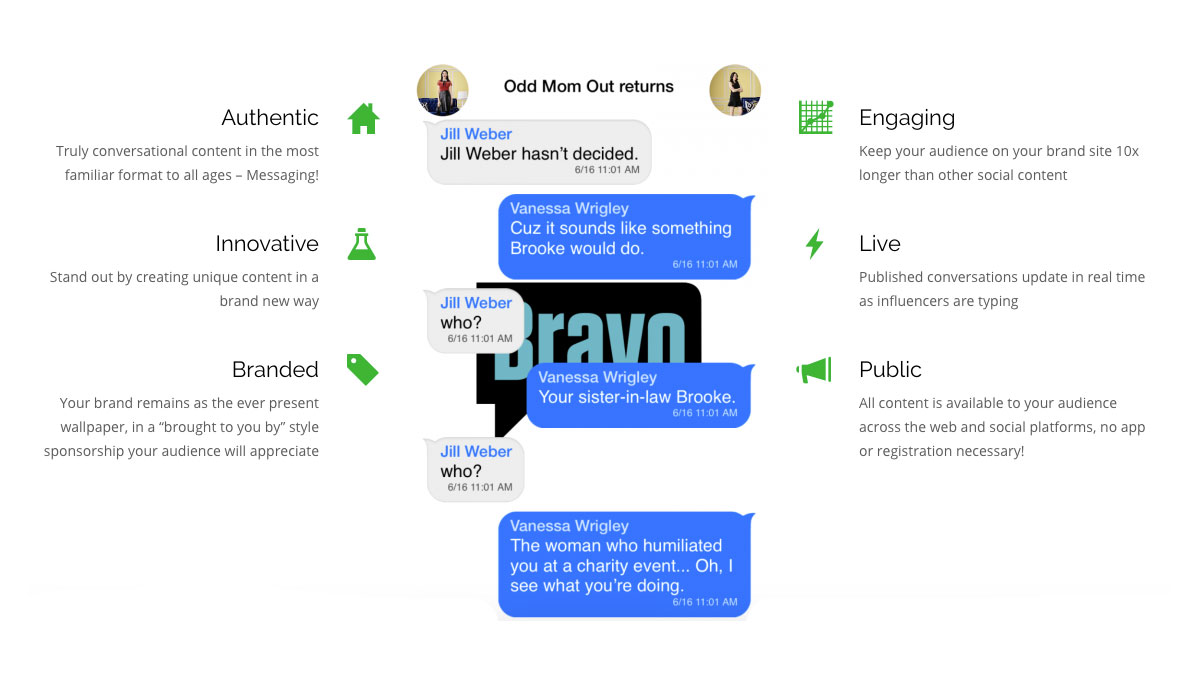 Authentic
Truly conversational content in the most
familiar format to all ages – Messaging!
Innovative
Stand out by creating unique content in a
brand new way
Branded
Your brand remains as the ever present
wallpaper, in a “brought to you by” style
sponsorship your audience will appreciate
Odd Mom Out returns
Jill Weber
Jill Weber hasn’t decided.
6/16 11:01 AM
Vanessa Wrigley
Cuz it sounds like something
Brooke would do.
6/16 11:01 AM
Bravo
Jill Weber
who?
6/16 11:01 AM
Vanessa Wrigley
Your sister-in-law Brooke.
6/16 11:01 AM
Jill Weber
who?
6/16 11:01 AM
Vanessa Wrigley
The woman who humiliated
you at a charity event... Oh, I
see what you’re doing.
6/16 11:01 AM
Engaging
Keep your audience on your brand site 10x
longer than other social content
Live
Published conversations update in real time
as influencers are typing
Public
All content is available to your audience
across the web and social platforms, no app
or registration necessary!